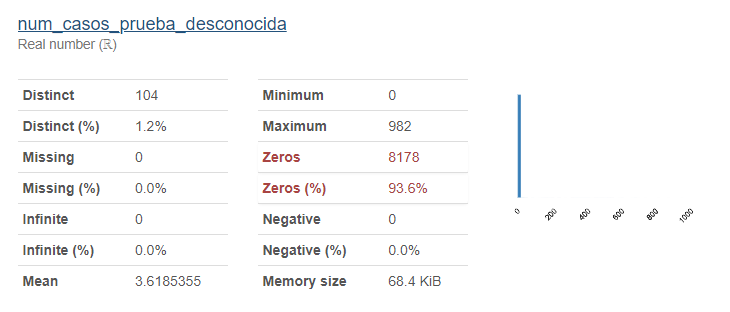 num_casos_prueba_desconocida
Real number (ℝ)
Distinct 104
Distinct (%) 1.2%
Missing 0
Missing (%) 0.0%
Infinite 0
Infinite (%) 0.0%
Mean 3.6185355
Minimum 0
Maximum 982
Zeros 8178
Zeros (%) 93.6%
Negative 0
Negative (%) 0.0%
Memory size 68.4 KiB
0 200 400 600 800 1000